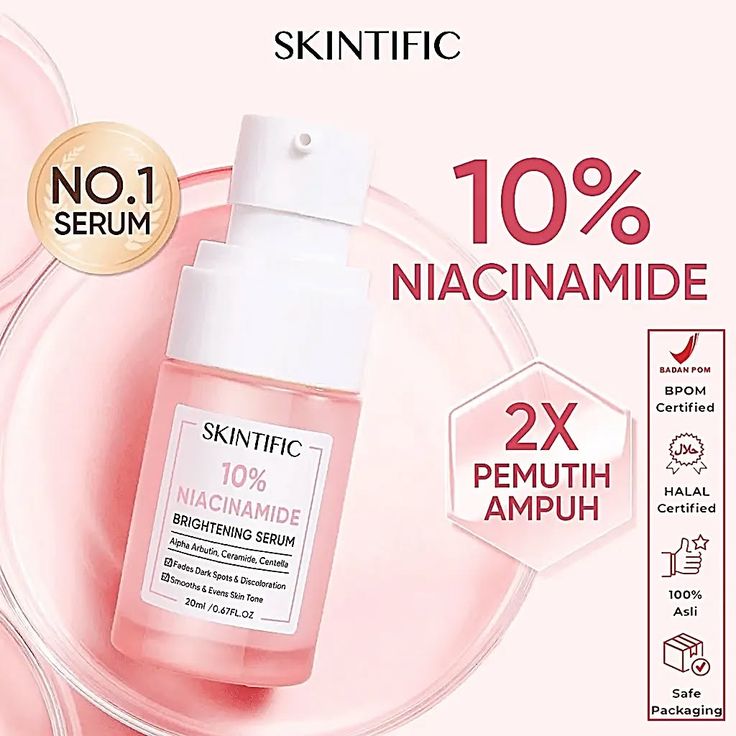 SKINTIFIC
NO.1
SERUM
10%
NIACINAMIDE
2X
PEMUTIH
AMPUH
SKINTIFIC
10%
NIACINAMIDE
BRIGHTENING SERUM
Alpha Arbutin, Ceramide, Centella
Fades Dark Spots & Discoloration
Smooths & Evens Skin Tone
20ml /0.67FL.OZ
BADAN POM
BPOM
Certified
حلال
HALAL
Certified
100%
Asli
Safe
Packaging